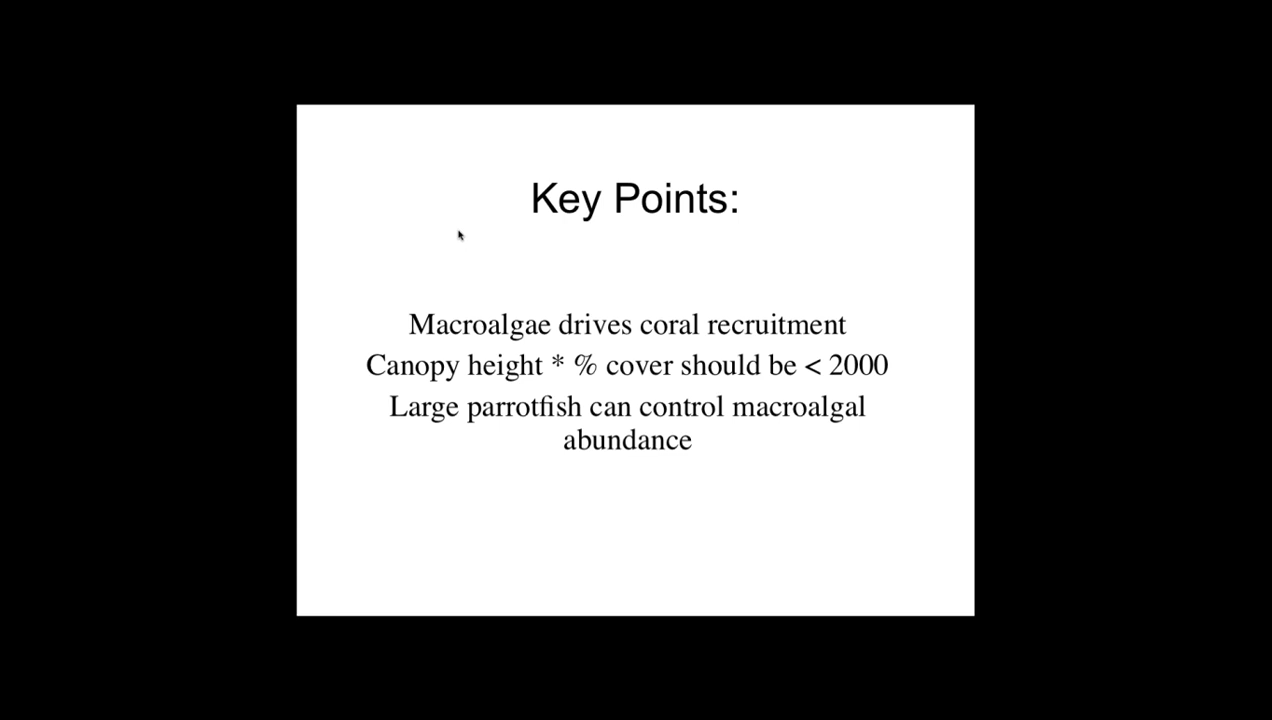 Key Points:
Macroalgae drives coral recruitment
Canopy height * % cover should be < 2000
Large parrotfish can control macroalgal
abundance